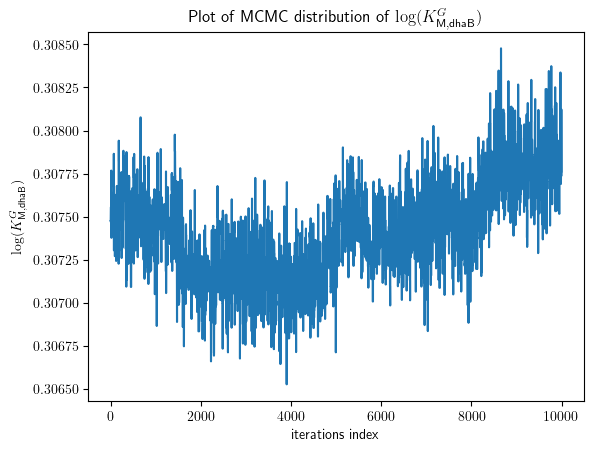 Plot of MCMC distribution of log(K^G_M,dhaB)
log(K^G_M,dhaB)
0.30850
0.30825
0.30800
0.30775
0.30750
0.30725
0.30700
0.30675
0.30650
0 2000 4000 6000 8000 10000
iterations index